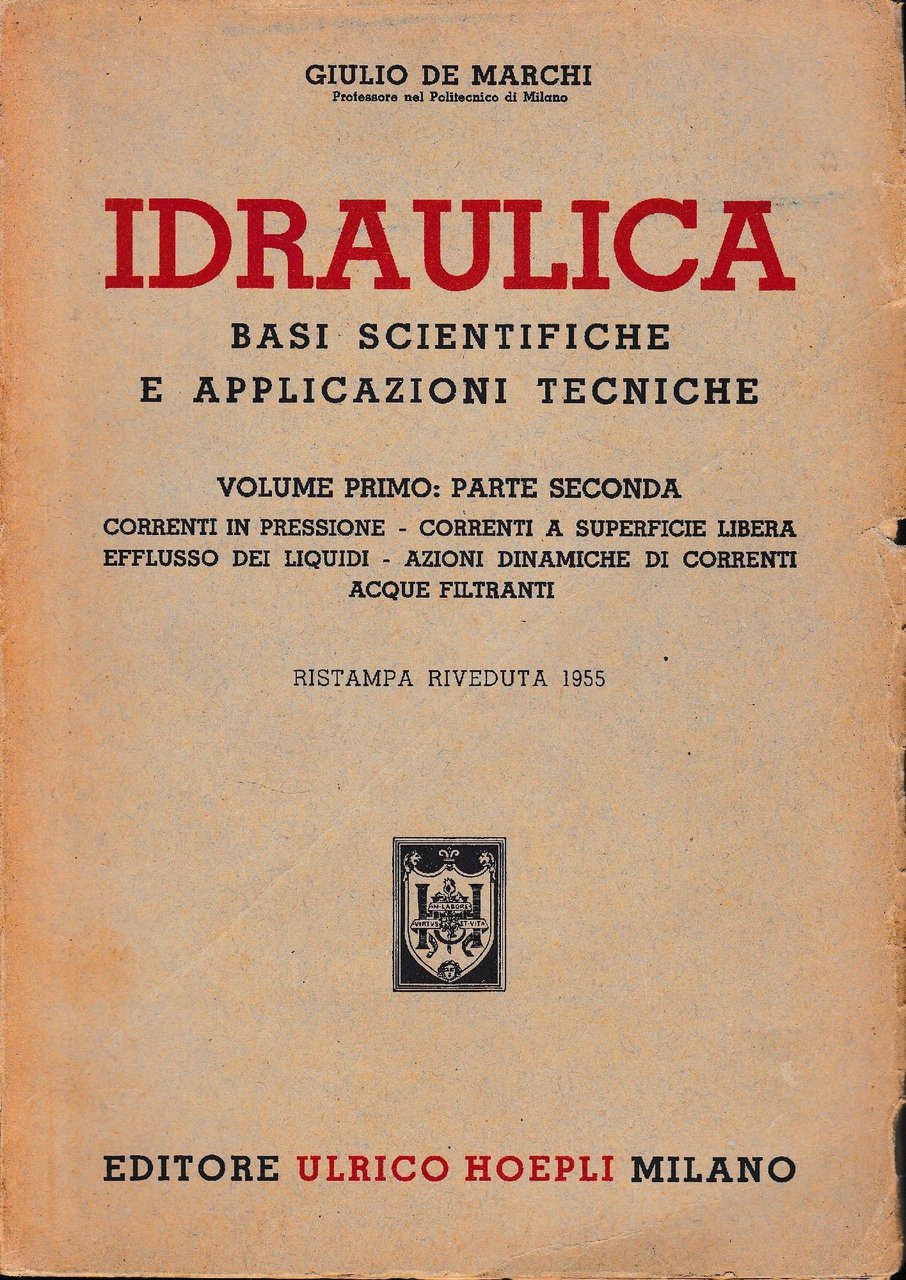 GIULIO DE MARCHI
Professore nel Politecnico di Milano
IDRAULICA
BASI SCIENTIFICHE
E APPLICAZIONI TECNICHE
VOLUME PRIMO: PARTE SECONDA
CORRENTI IN PRESSIONE - CORRENTI A SUPERFICIE LIBERA
EFFLUSSO DEI LIQUIDI - AZIONI DINAMICHE DI CORRENTI
ACQUE FILTRANTI
RISTAMPA RIVEDUTA 1955
H
IN·LABORE
VIRTUS ET·VITA
EDITORE ULRICO HOEPLI MILANO